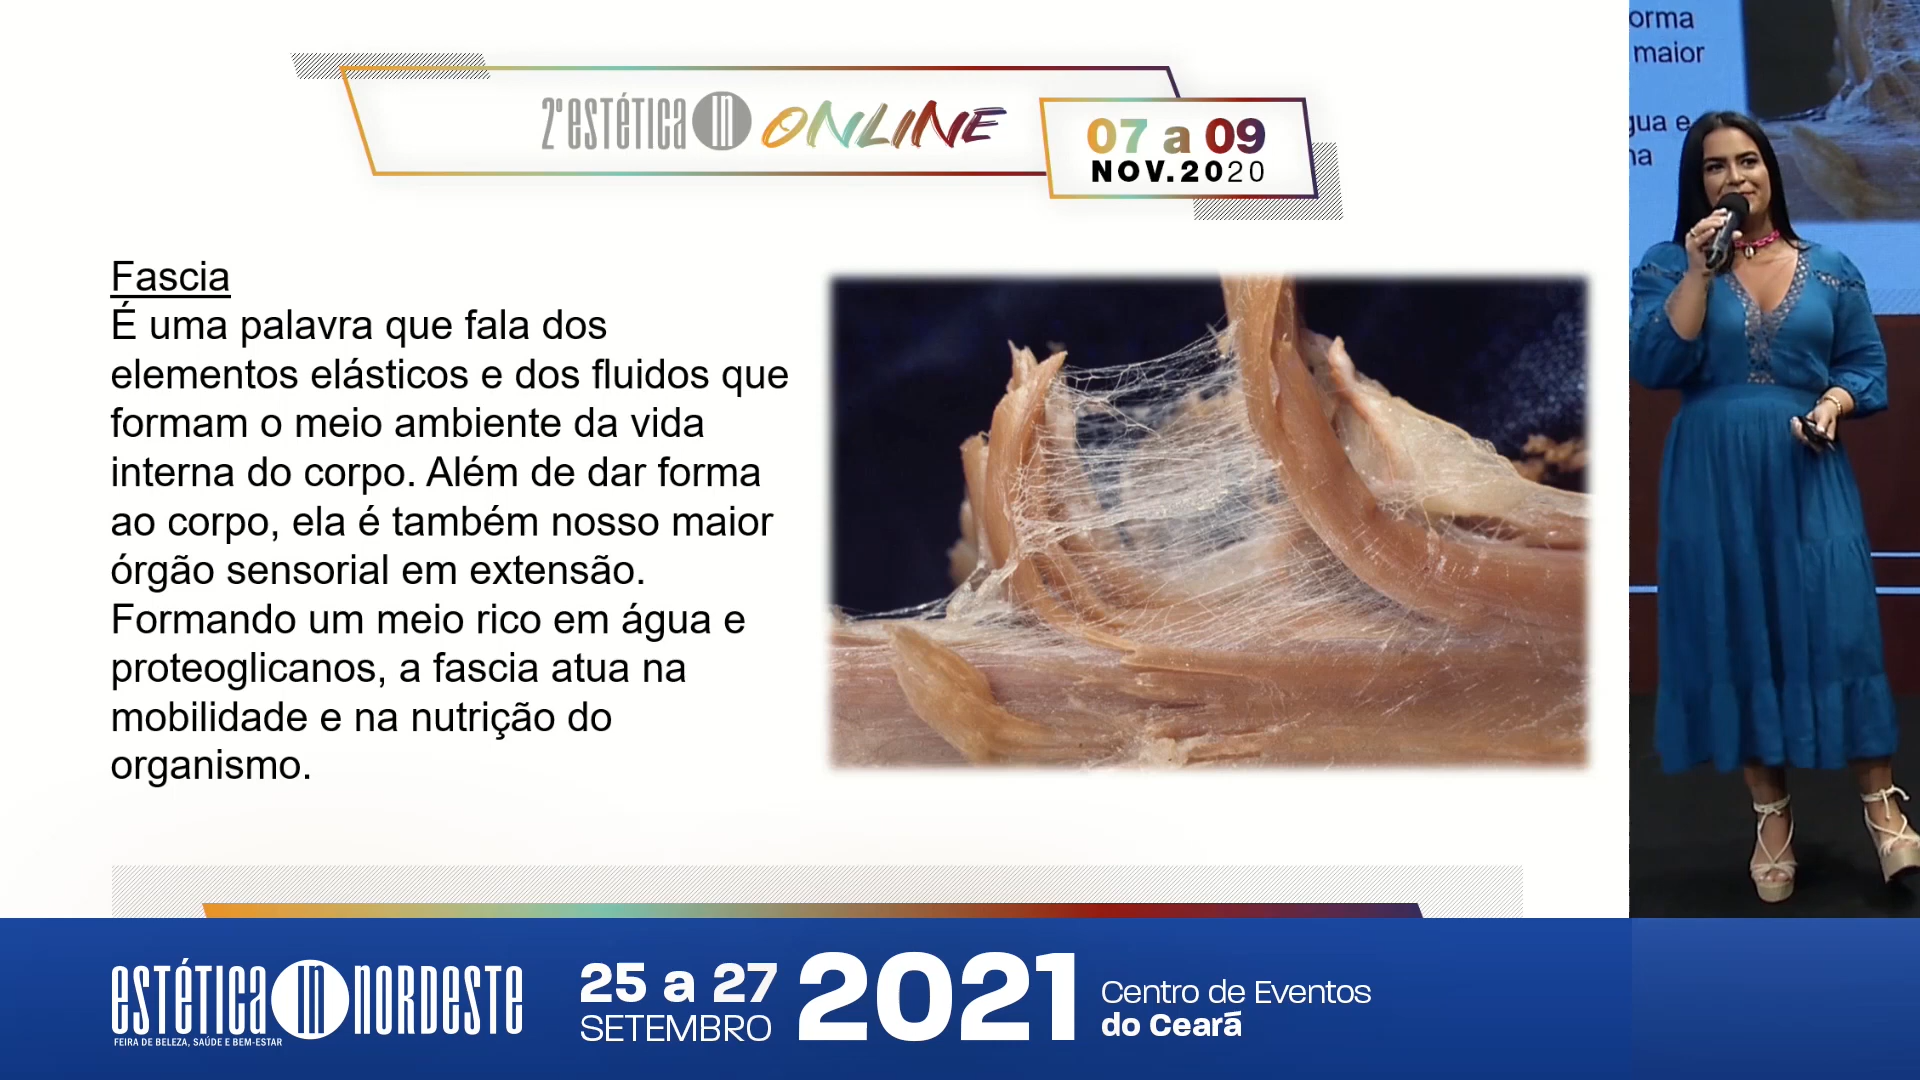 2ª estética in ONLINE
07 a 09
NOV.2020
Fascia
É uma palavra que fala dos
elementos elásticos e dos fluidos que
formam o meio ambiente da vida
interna do corpo. Além de dar forma
ao corpo, ela é também nosso maior
órgão sensorial em extensão.
Formando um meio rico em água e
proteoglicanos, a fascia atua na
mobilidade e na nutrição do
organismo.
orma
maior
gua e
na
estética in NORDESTE
FEIRA DE BELEZA, SAÚDE E BEM-ESTAR
25 a 27
SETEMBRO
2021
Centro de Eventos
do Ceará